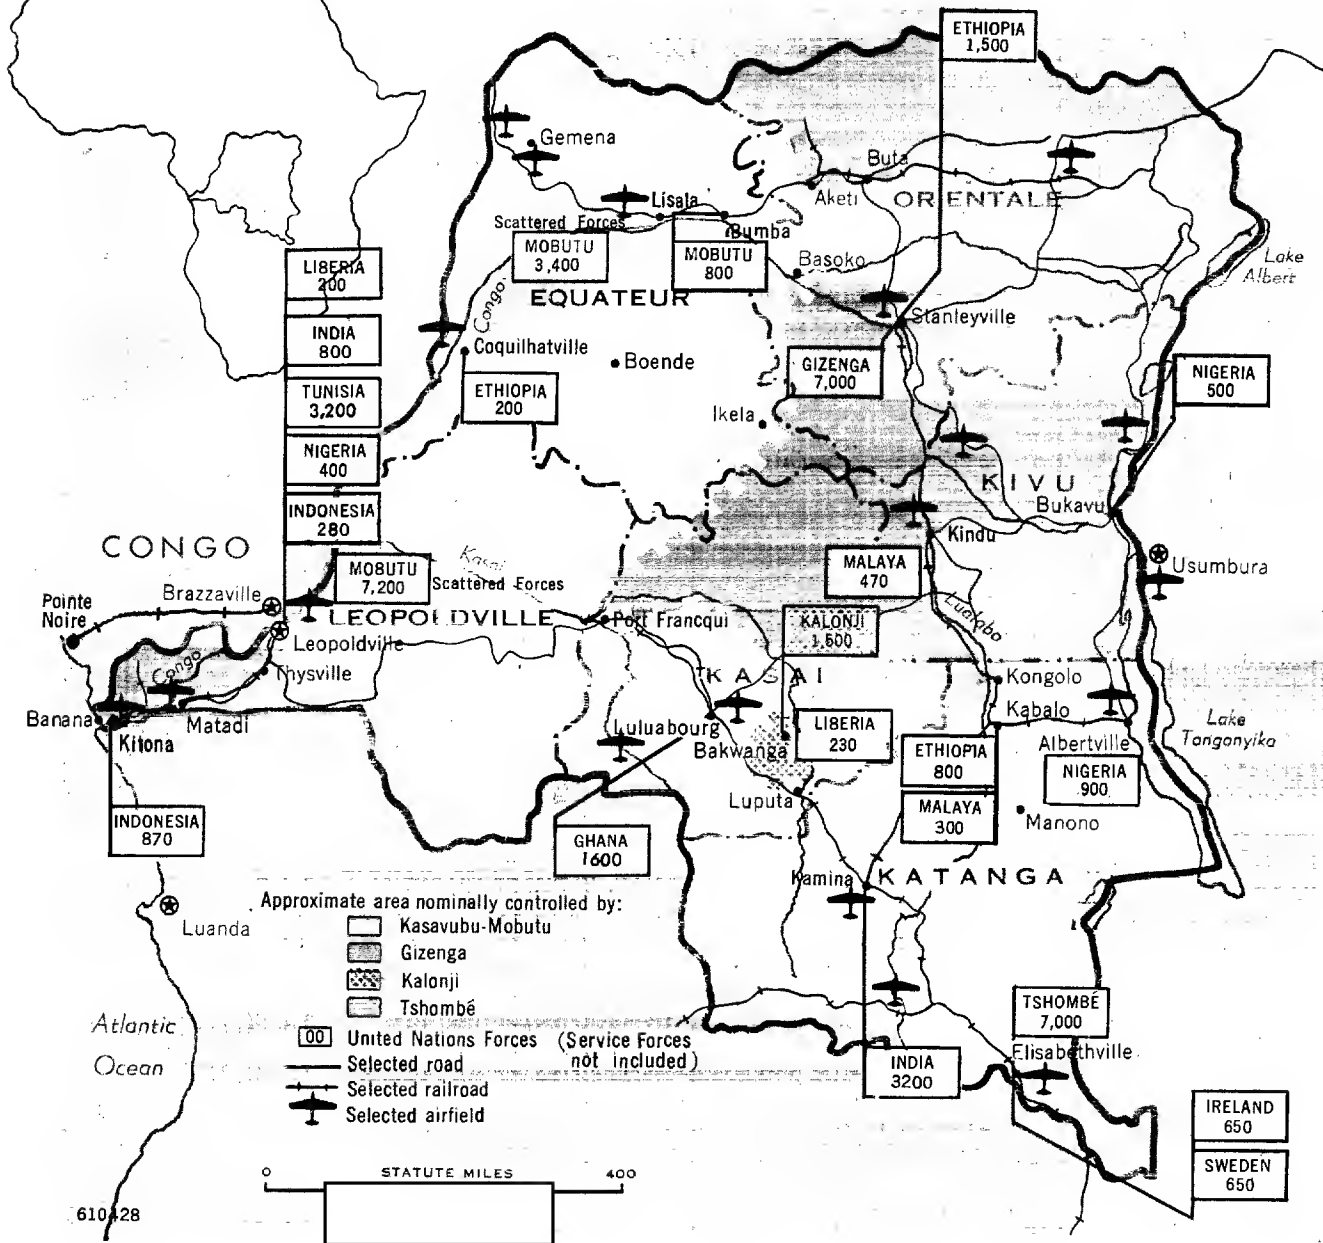 ETHIOPIA
1,500
Gemena
Buta
Aketi
ORIENTALE
Lisala
Bumba
Scattered Forces
MOBUTU
3,400
MOBUTU
800
Basoko
Lake
Albert
LIBERIA
200
EQUATEUR
Congo
Stanleyville
INDIA
800
Coquilhatville
Boende
GIZENGA
7,000
NIGERIA
500
TUNISIA
3,200
ETHIOPIA
200
Ikela
NIGERIA
400
KIVU
Bukavu
INDONESIA
280
CONGO
Kindu
Kasai
MOBUTU
7,200
Scattered Forces
MALAYA
470
Usumbura
Brazzaville
Pointe
Noire
LEOPOLDVILLE
Port Francqui
KALONJI
1,500
Lualaba
Leopoldville
Congo
Thysville
KASAI
Kongolo
Banana
Matadi
Kitona
Luluabourg
Bakwanga
LIBERIA
230
Kabalo
Albertville
Lake
Tanganyika
ETHIOPIA
800
NIGERIA
900
Luputa
MALAYA
300
Manono
INDONESIA
870
GHANA
1600
Kamina
KATANGA
Luanda
Approximate area nominally controlled by:
Kasavubu-Mobutu
Gizenga
Kalonji
Tshombé
00 United Nations Forces (Service Forces
not included)
Selected road
Selected railroad
Selected airfield
Atlantic
Ocean
TSHOMBÉ
7,000
Elisabethville
INDIA
3200
IRELAND
650
SWEDEN
650
0 STATUTE MILES 400
610428